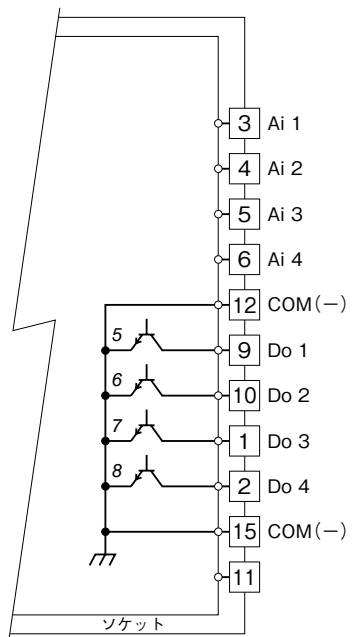 3 Ai 1
4 Ai 2
5 Ai 3
6 Ai 4
12 COM(－)
5 9 Do 1
6 10 Do 2
7 1 Do 3
8 2 Do 4
15 COM(－)
11
ソケット